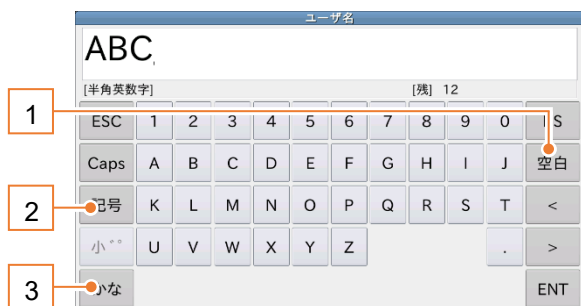 ユーザ名
ABC
[半角英数字] [残] 12
1
ESC 1 2 3 4 5 6 7 8 9 0
Caps A B C D E F G H I J 空白
2
記号 K L M N O P Q R S T <
小゛゜ U V W X Y Z . >
3
かな ENT